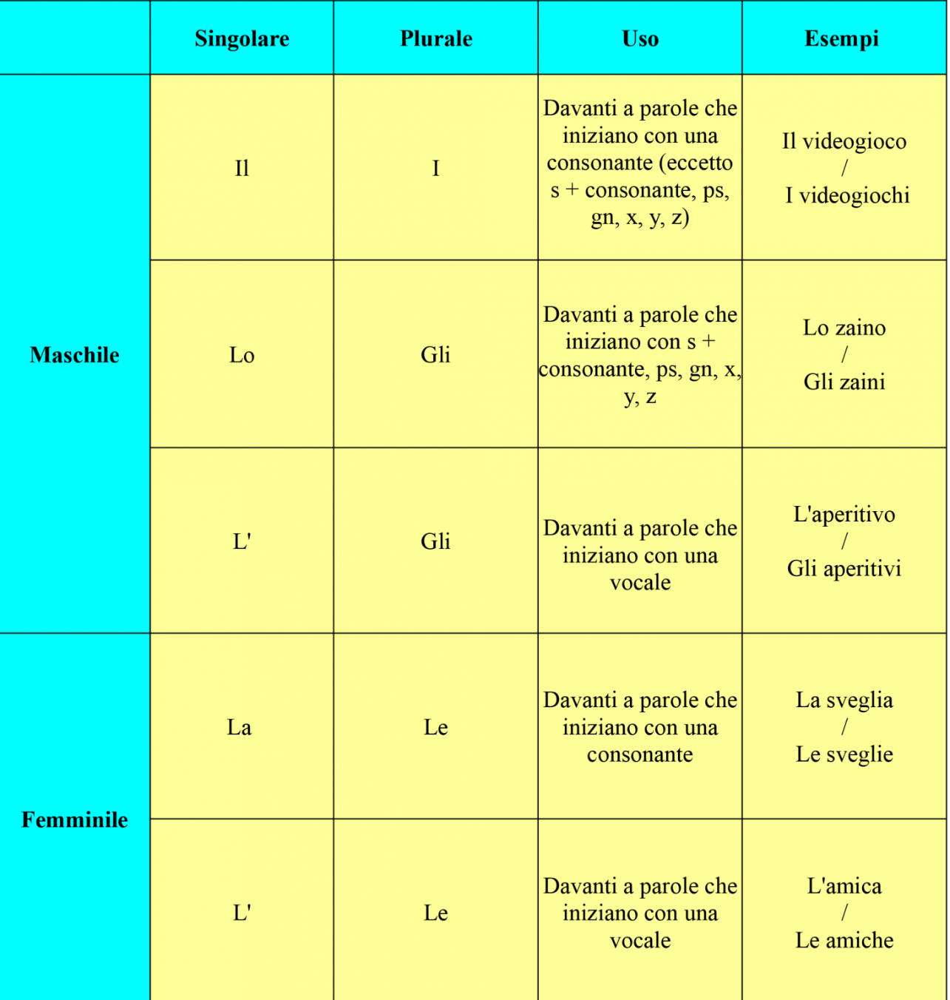 Singolare
Plurale
Uso
Esempi
Maschile
Il
I
Davanti a parole che
iniziano con una
consonante (eccetto
s + consonante, ps,
gn, x, y, z)
Il videogioco
/
I videogiochi
Lo
Gli
Davanti a parole che
iniziano con s +
consonante, ps, gn, x,
y, z
Lo zaino
/
Gli zaini
L'
Gli
Davanti a parole che
iniziano con una
vocale
L'aperitivo
/
Gli aperitivi
Femminile
La
Le
Davanti a parole che
iniziano con una
consonante
La sveglia
/
Le sveglie
L'
Le
Davanti a parole che
iniziano con una
vocale
L'amica
/
Le amiche